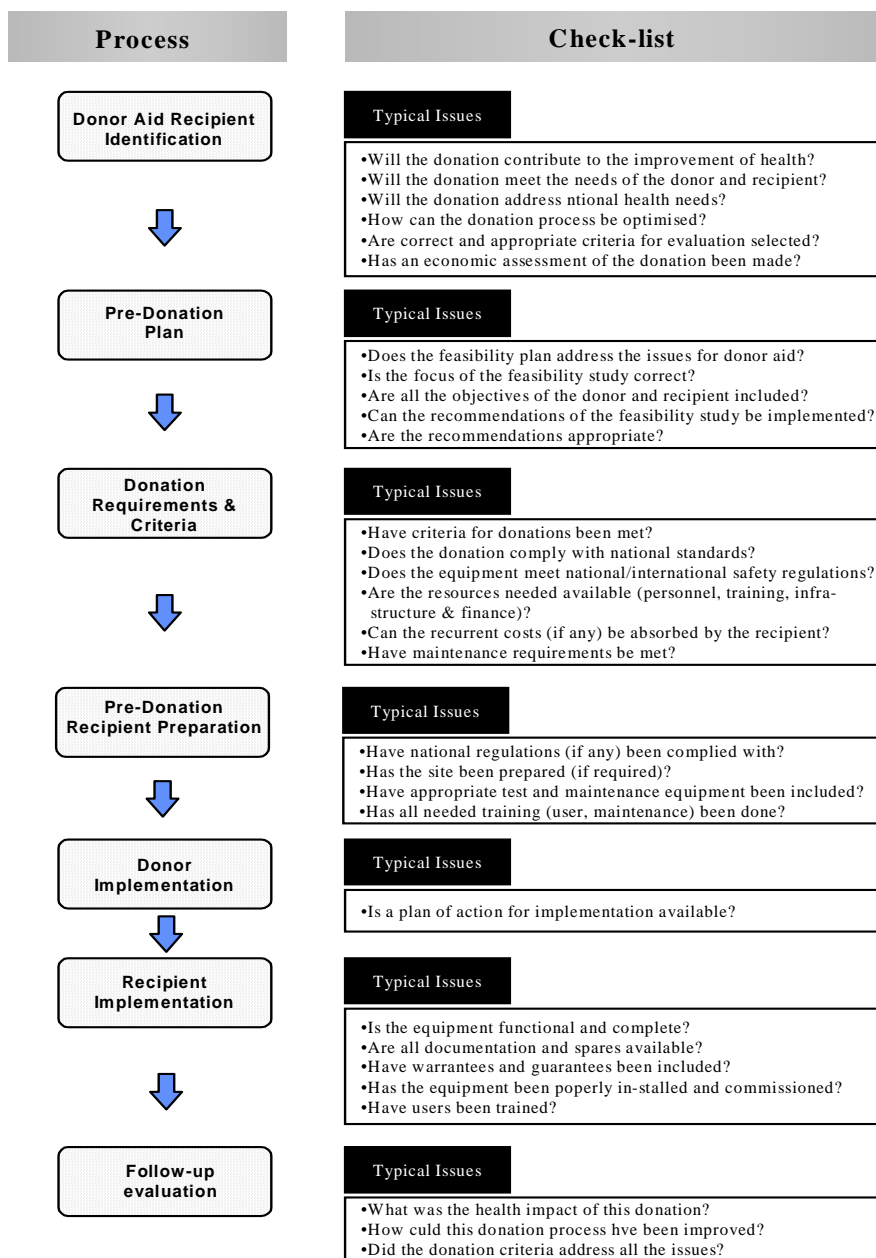 Process
Check-list
Donor Aid Recipient
Identification
Typical Issues
•Will the donation contribute to the improvement of health?
•Will the donation meet the needs of the donor and recipient?
•Will the donation address ntional health needs?
•How can the donation process be optimised?
•Are correct and appropriate criteria for evaluation selected?
•Has an economic assessment of the donation been made?
Pre-Donation
Plan
Typical Issues
•Does the feasibility plan address the issues for donor aid?
•Is the focus of the feasibility study correct?
•Are all the objectives of the donor and recipient included?
•Can the recommendations of the feasibility study be implemented?
•Are the recommendations appropriate?
Donation
Requirements &
Criteria
Typical Issues
•Have criteria for donations been met?
•Does the donation comply with national standards?
•Does the equipment meet national/international safety regulations?
•Are the resources needed available (personnel, training, infra-
structure & finance)?
•Can the recurrent costs (if any) be absorbed by the recipient?
•Have maintenance requirements be met?
Pre-Donation
Recipient Preparation
Typical Issues
•Have national regulations (if any) been complied with?
•Has the site been prepared (if required)?
•Have appropriate test and maintenance equipment been included?
•Has all needed training (user, maintenance) been done?
Donor
Implementation
Typical Issues
•Is a plan of action for implementation available?
Recipient
Implementation
Typical Issues
•Is the equipment functional and complete?
•Are all documentation and spares available?
•Have warrantees and guarantees been included?
•Has the equipment been poperly in-stalled and commissioned?
•Have users been trained?
Follow-up
evaluation
Typical Issues
•What was the health impact of this donation?
•How culd this donation process hve been improved?
•Did the donation criteria address all the issues?